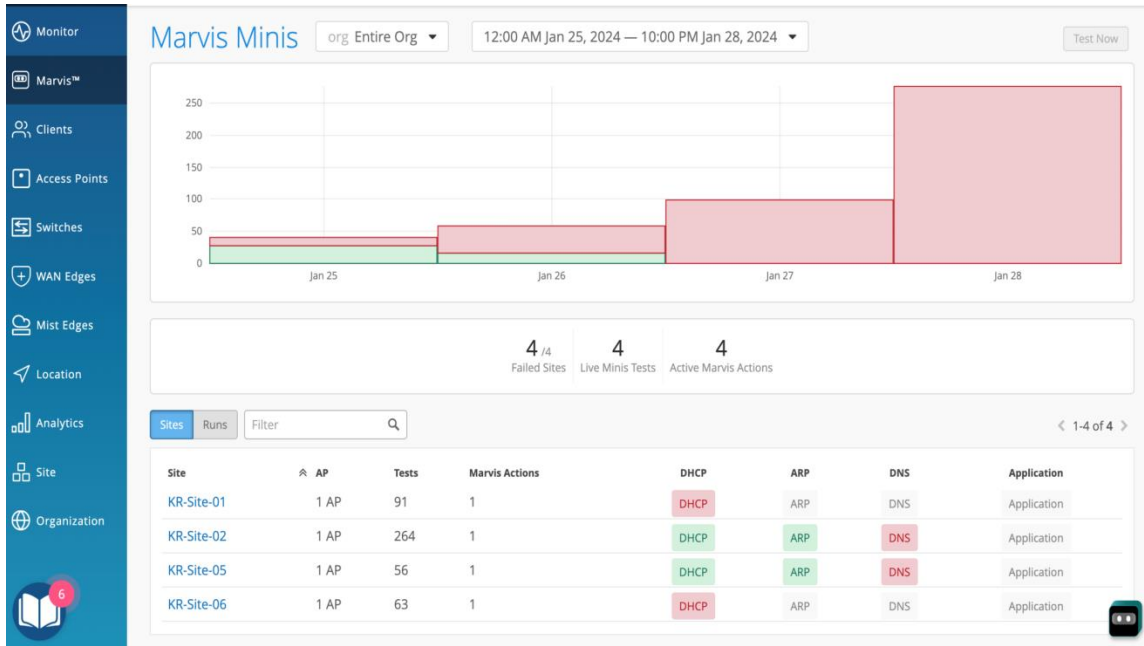 Monitor
Marvis™
Clients
Access Points
Switches
WAN Edges
Mist Edges
Location
Analytics
Site
Organization
6
Marvis Minis
org Entire Org
12:00 AM Jan 25, 2024 — 10:00 PM Jan 28, 2024
Test Now
250
200
150
100
50
0
Jan 25 Jan 26 Jan 27 Jan 28
4 /4 4 4
Failed Sites Live Minis Tests Active Marvis Actions
Sites Runs Filter 1-4 of 4
Site AP Tests Marvis Actions DHCP ARP DNS Application
KR-Site-01 1 AP 91 1 DHCP ARP DNS Application
KR-Site-02 1 AP 264 1 DHCP ARP DNS Application
KR-Site-05 1 AP 56 1 DHCP ARP DNS Application
KR-Site-06 1 AP 63 1 DHCP ARP DNS Application